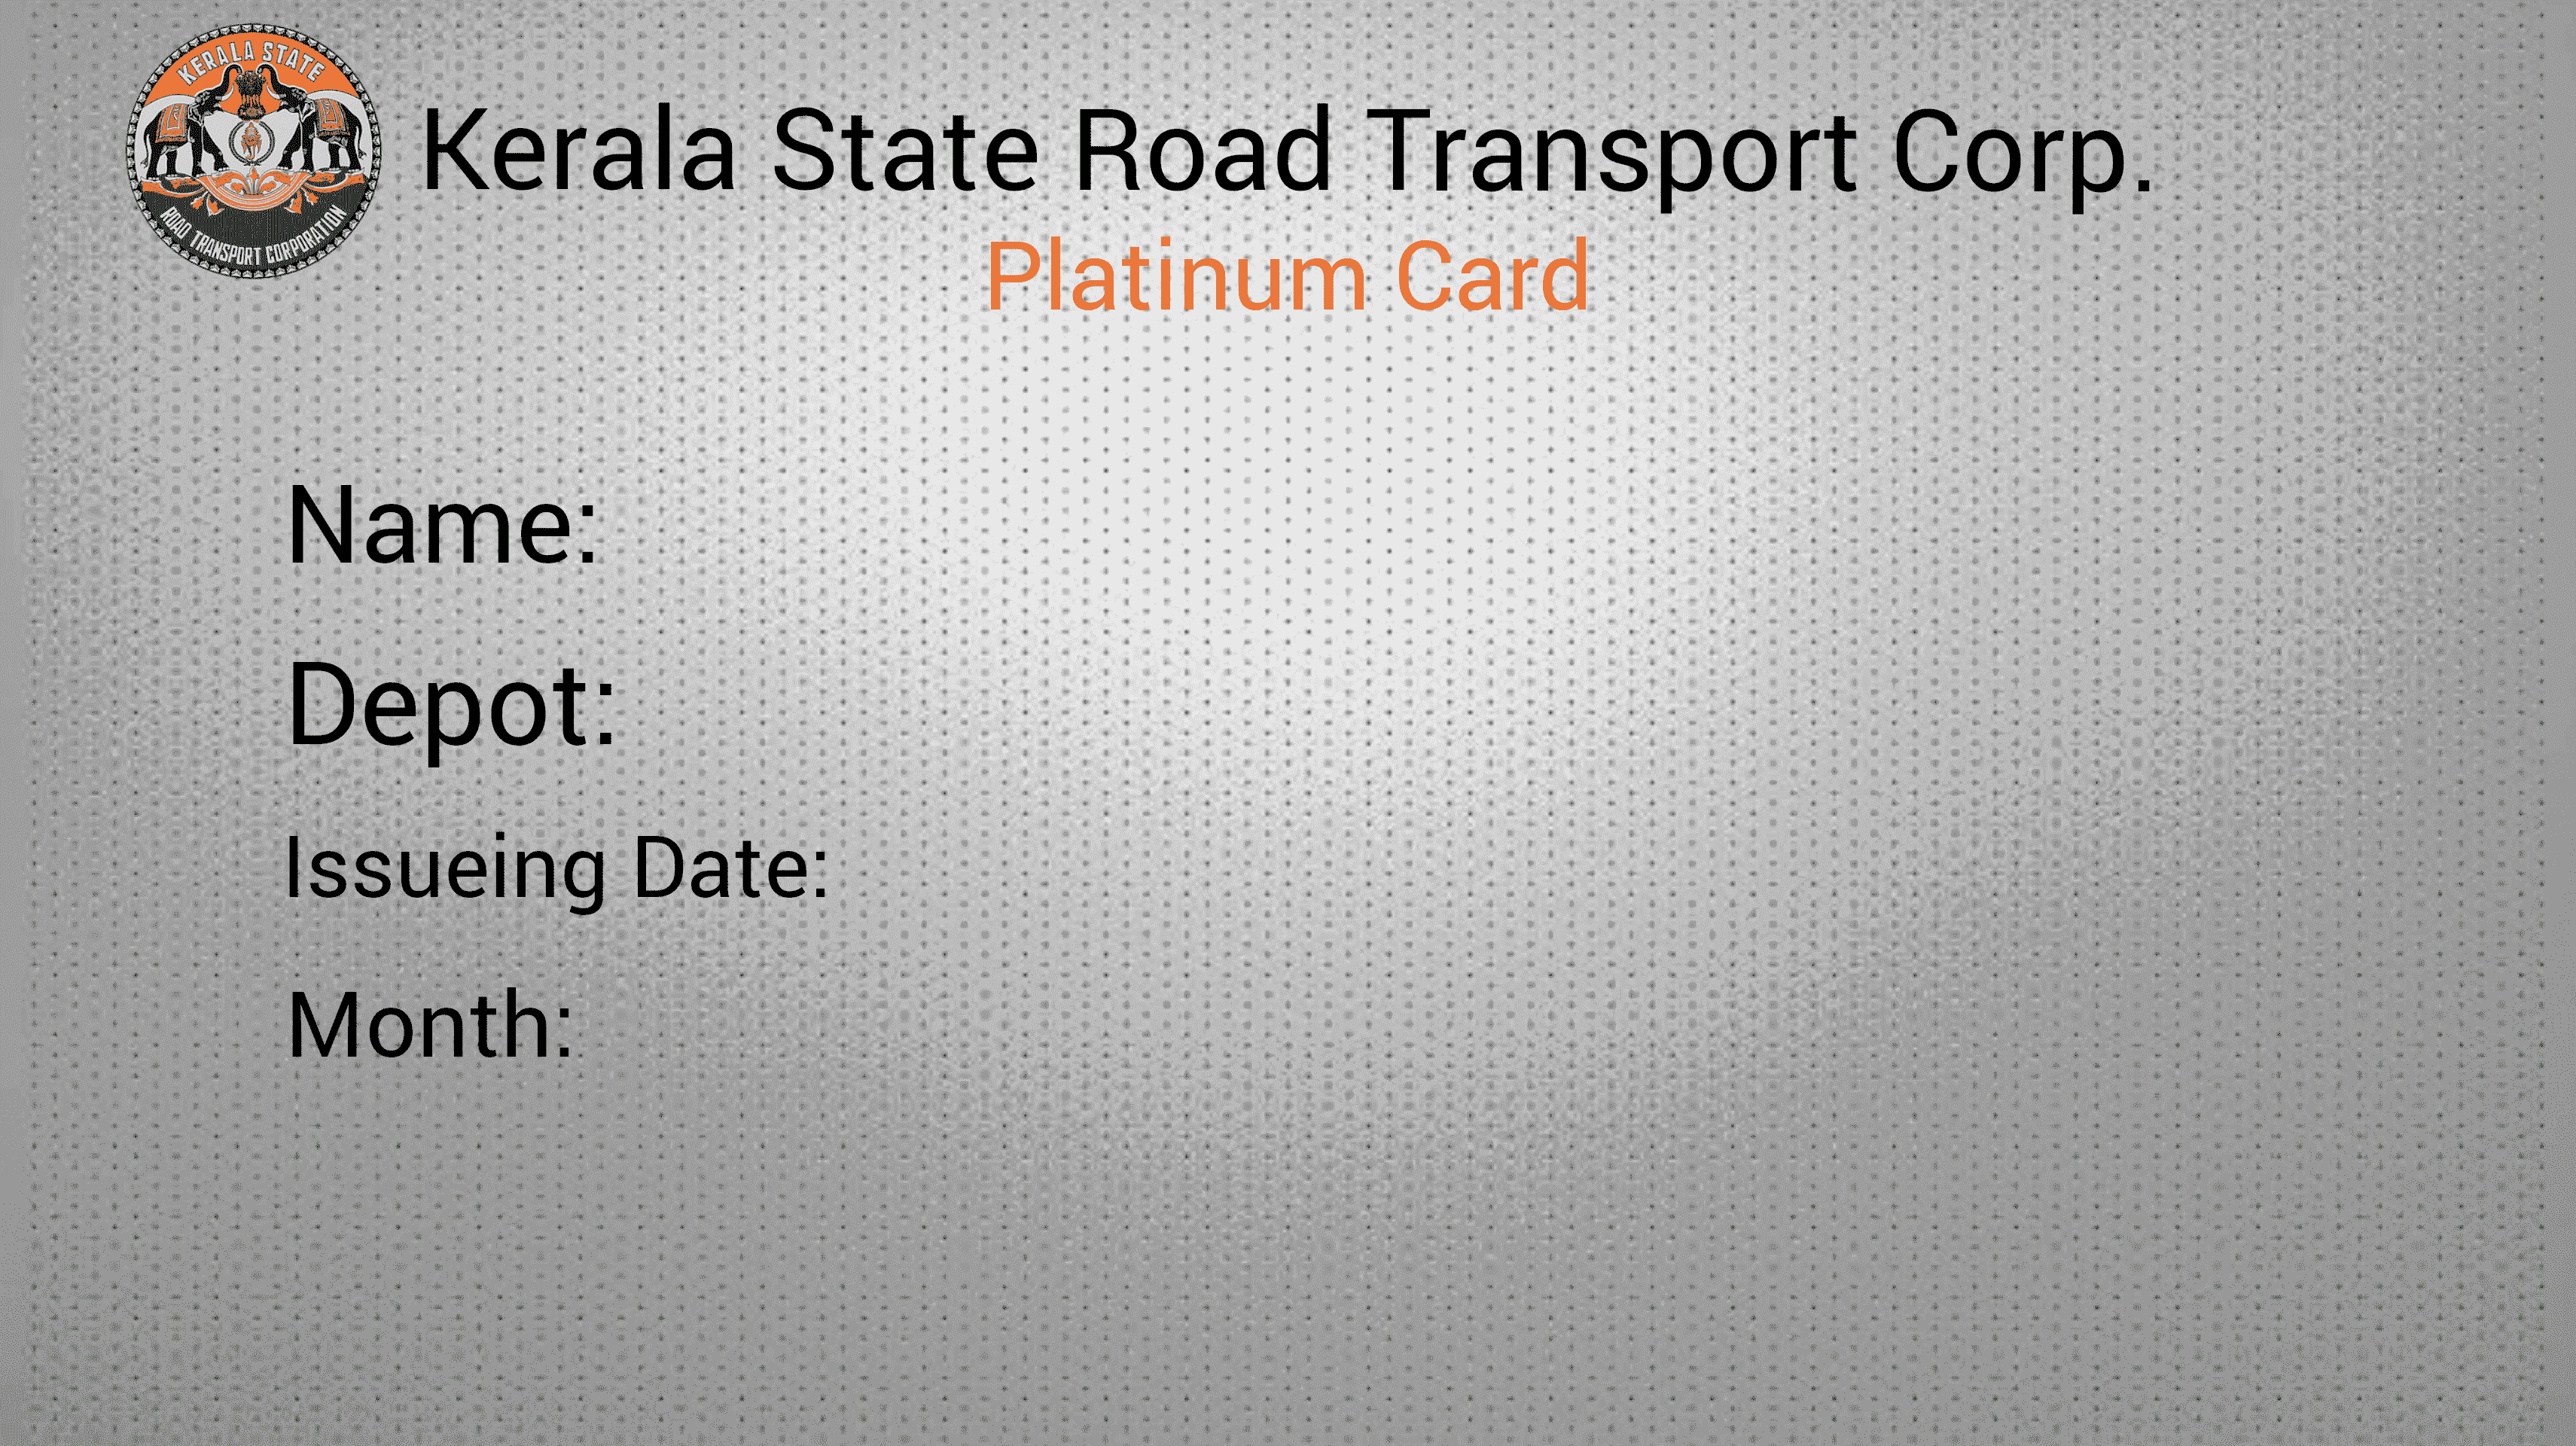 KERALA STATE
ROAD TRANSPORT CORPORATION
Kerala State Road Transport Corp.
Platinum Card
Name:
Depot:
Issueing Date:
Month: